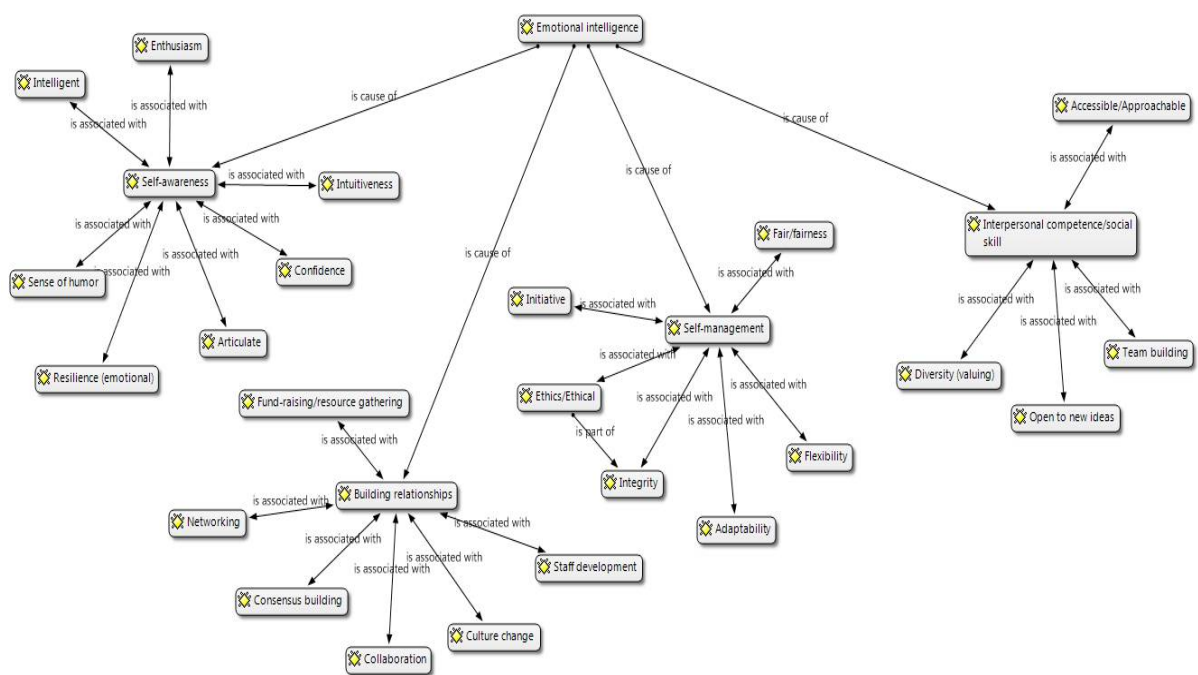 Emotional intelligence
Enthusiasm
Intelligent
is associated with
is associated with
is cause of
is cause of
Accessible/Approachable
is associated with
Self-awareness
is associated with
Intuitiveness
is cause of
is associated with
is associated with
is associated with
is associated with
Sense of humor
Confidence
Articulate
Resilience (emotional)
is cause of
Interpersonal competence/social
skill
is associated with
is associated with
is associated with
Diversity (valuing)
Team building
Open to new ideas
Fair/fairness
is associated with
Initiative
is associated with
Self-management
is associated with
is associated with
is associated with
is associated with
Ethics/Ethical
is part of
Integrity
Flexibility
Adaptability
Fund-raising/resource gathering
is associated with
Building relationships
is associated with
Networking
is associated with
is associated with
is associated with
is associated with
Staff development
Consensus building
Culture change
Collaboration